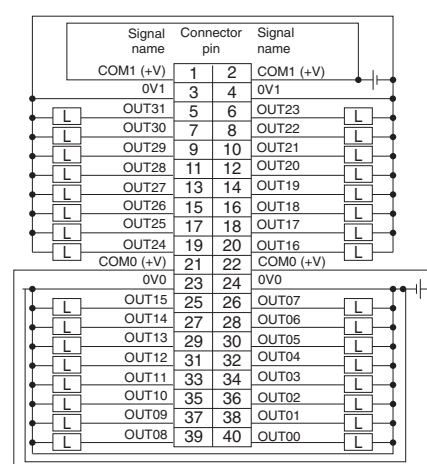 Signal name Connector pin Signal name
COM1 (+V) 1 2 COM1 (+V)
0V1 3 4 0V1
L OUT31 5 6 OUT23 L
L OUT30 7 8 OUT22 L
L OUT29 9 10 OUT21 L
L OUT28 11 12 OUT20 L
L OUT27 13 14 OUT19 L
L OUT26 15 16 OUT18 L
L OUT25 17 18 OUT17 L
L OUT24 19 20 OUT16 L
COM0 (+V) 21 22 COM0 (+V)
0V0 23 24 0V0
L OUT15 25 26 OUT07 L
L OUT14 27 28 OUT06 L
L OUT13 29 30 OUT05 L
L OUT12 31 32 OUT04 L
L OUT11 33 34 OUT03 L
L OUT10 35 36 OUT02 L
L OUT09 37 38 OUT01 L
L OUT08 39 40 OUT00 L